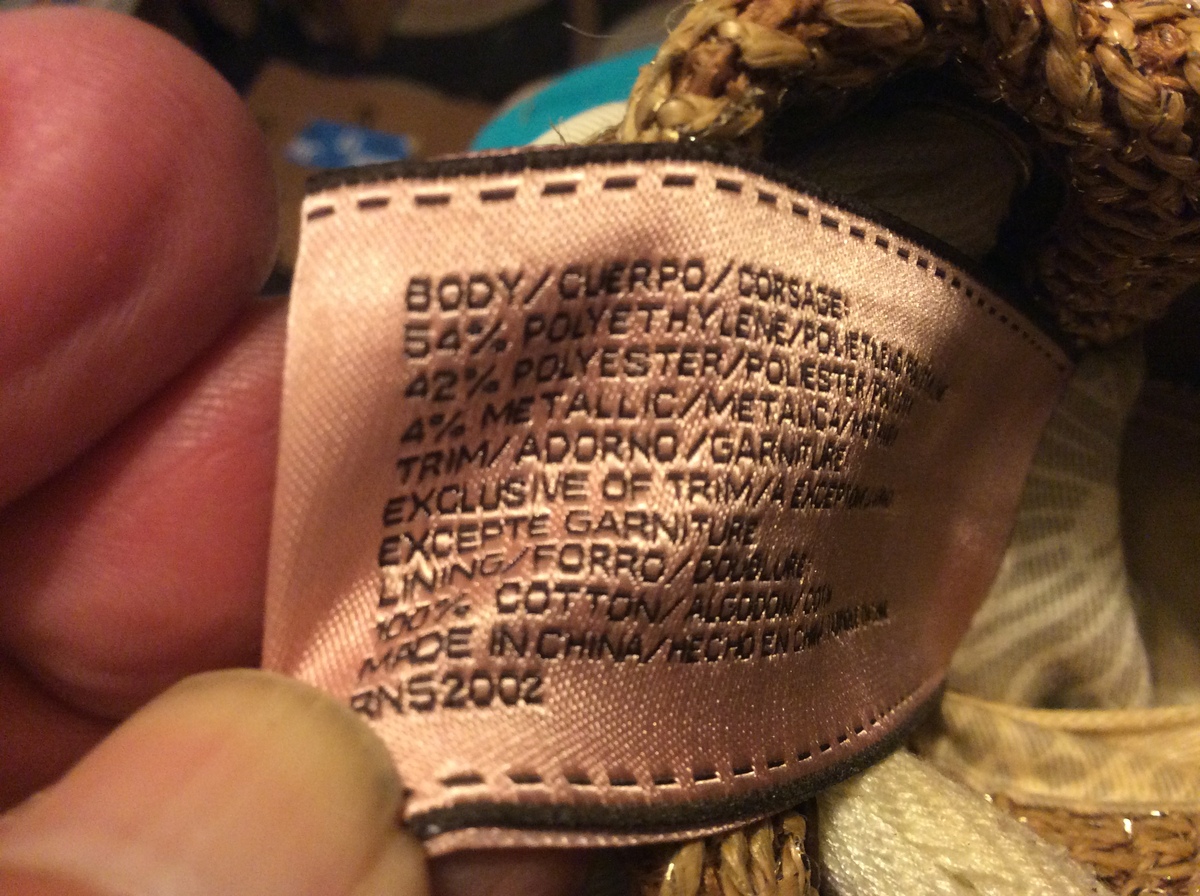 BODY/CUERPO/CORSAGE:
54% POLYETHYLENE/
42% POLYESTER/POLIESTER/
4% METALLIC/METALICA/
TRIM/ADORNO/GARNITURE
EXCLUSIVE OF TRIM/A
EXCEPTE GARNITURE
LINING/FORRO/DOUBLURE:
100% COTTON/ALGODON/
MADE IN CHINA/HECHO EN
RN52002